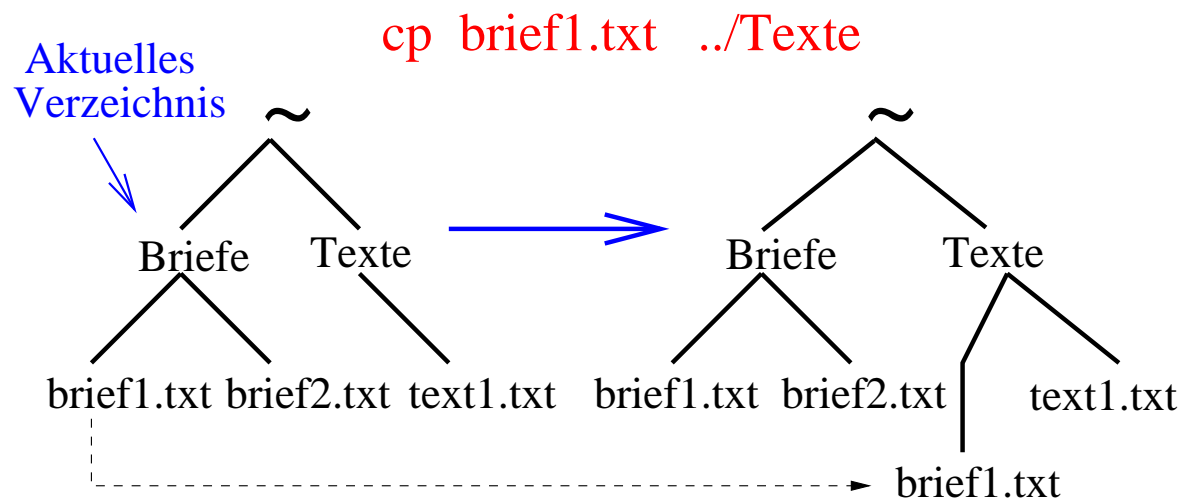 cp brief1.txt ../Texte
Aktuelles
Verzeichnis
~
~
Briefe
Texte
Briefe
Texte
brief1.txt
brief2.txt
text1.txt
brief1.txt
brief2.txt
text1.txt
brief1.txt